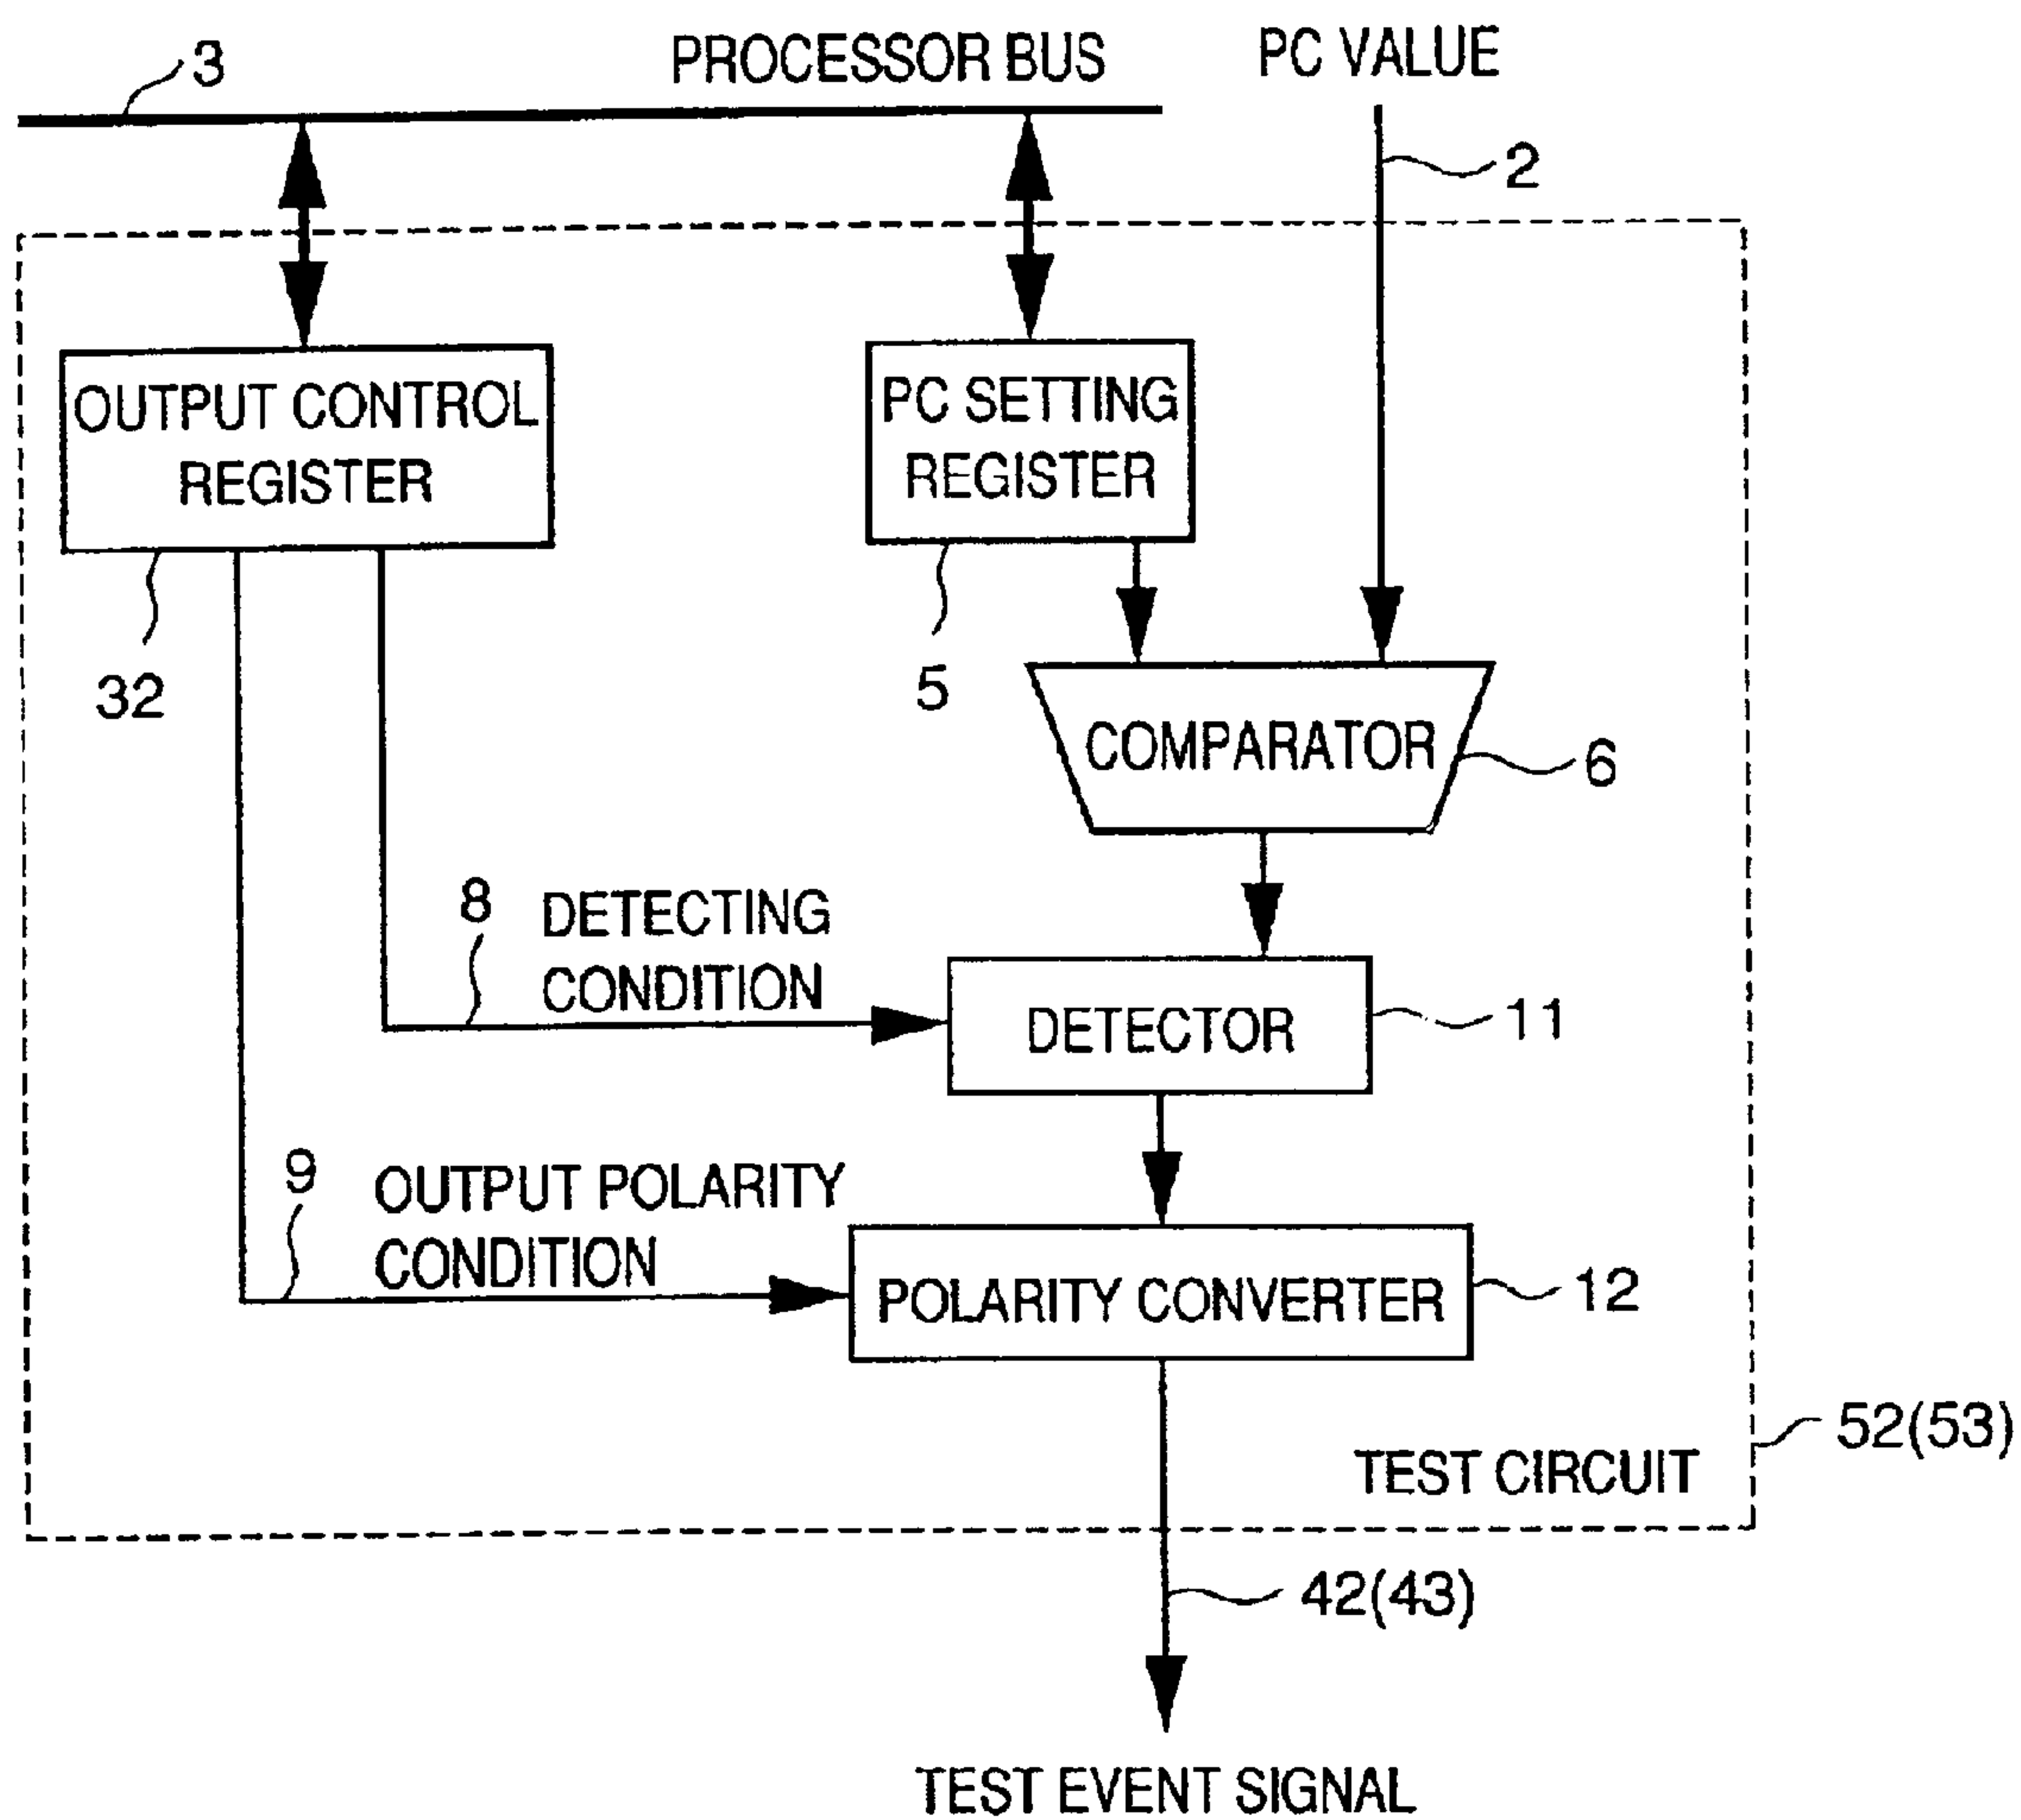 3
PROCESSOR BUS
PC VALUE
2
OUTPUT CONTROL
REGISTER
PC SETTING
REGISTER
32
5
COMPARATOR
6
8
DETECTING
CONDITION
DETECTOR
11
9
OUTPUT POLARITY
CONDITION
POLARITY CONVERTER
12
52(53)
TEST CIRCUIT
42(43)
TEST EVENT SIGNAL